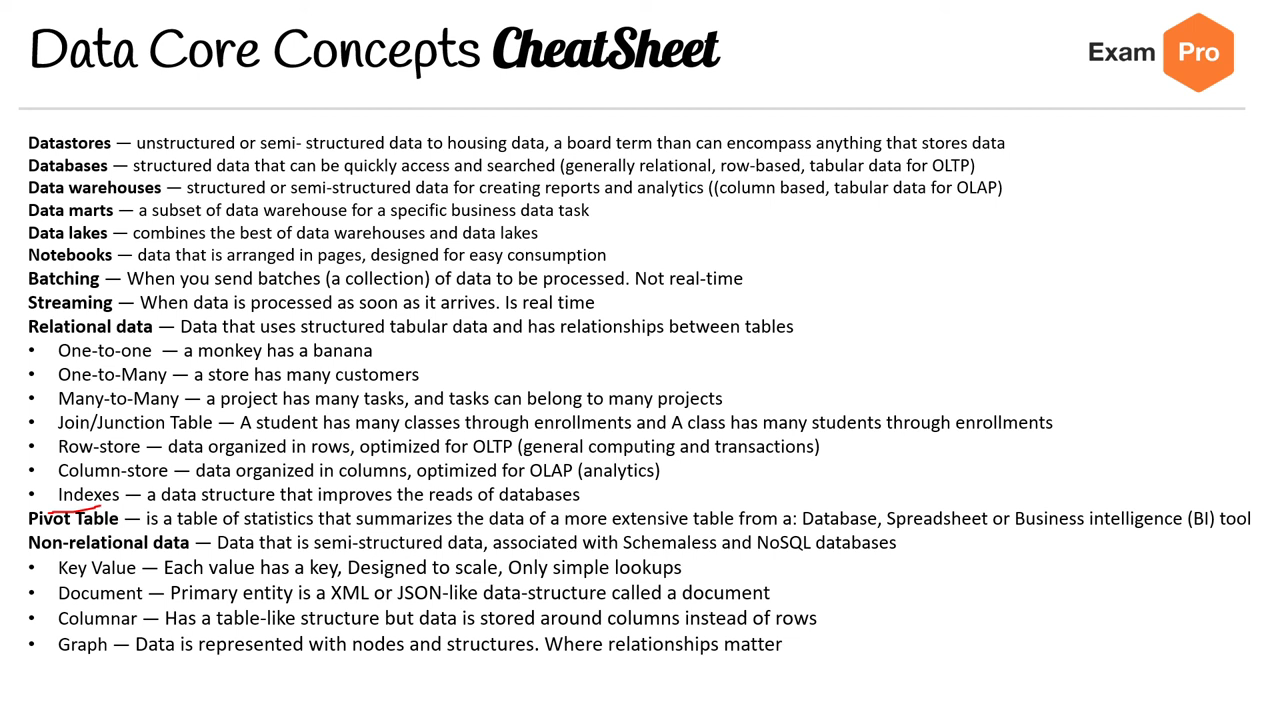 Data Core Concepts CheatSheet
Exam Pro
Datastores — unstructured or semi- structured data to housing data, a board term than can encompass anything that stores data
Databases — structured data that can be quickly access and searched (generally relational, row-based, tabular data for OLTP)
Data warehouses — structured or semi-structured data for creating reports and analytics ((column based, tabular data for OLAP)
Data marts — a subset of data warehouse for a specific business data task
Data lakes — combines the best of data warehouses and data lakes
Notebooks — data that is arranged in pages, designed for easy consumption
Batching — When you send batches (a collection) of data to be processed. Not real-time
Streaming — When data is processed as soon as it arrives. Is real time
Relational data — Data that uses structured tabular data and has relationships between tables
• One-to-one — a monkey has a banana
• One-to-Many — a store has many customers
• Many-to-Many — a project has many tasks, and tasks can belong to many projects
• Join/Junction Table — A student has many classes through enrollments and A class has many students through enrollments
• Row-store — data organized in rows, optimized for OLTP (general computing and transactions)
• Column-store — data organized in columns, optimized for OLAP (analytics)
• Indexes — a data structure that improves the reads of databases
Pivot Table — is a table of statistics that summarizes the data of a more extensive table from a: Database, Spreadsheet or Business intelligence (BI) tool
Non-relational data — Data that is semi-structured data, associated with Schemaless and NoSQL databases
• Key Value — Each value has a key, Designed to scale, Only simple lookups
• Document — Primary entity is a XML or JSON-like data-structure called a document
• Columnar — Has a table-like structure but data is stored around columns instead of rows
• Graph — Data is represented with nodes and structures. Where relationships matter